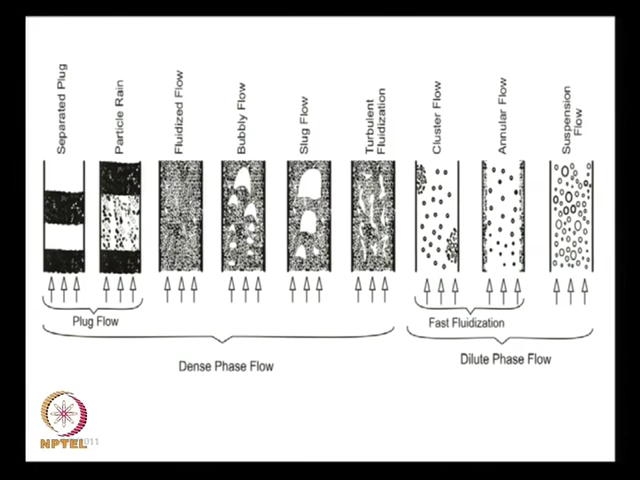 Separated Plug
Particle Rain
Fluidized Flow
Bubbly Flow
Slug Flow
Turbulent
Fluidization
Cluster Flow
Annular Flow
Suspension
Flow
Plug Flow
Fast Fluidization
Dense Phase Flow
Dilute Phase Flow
NPTEL
2011